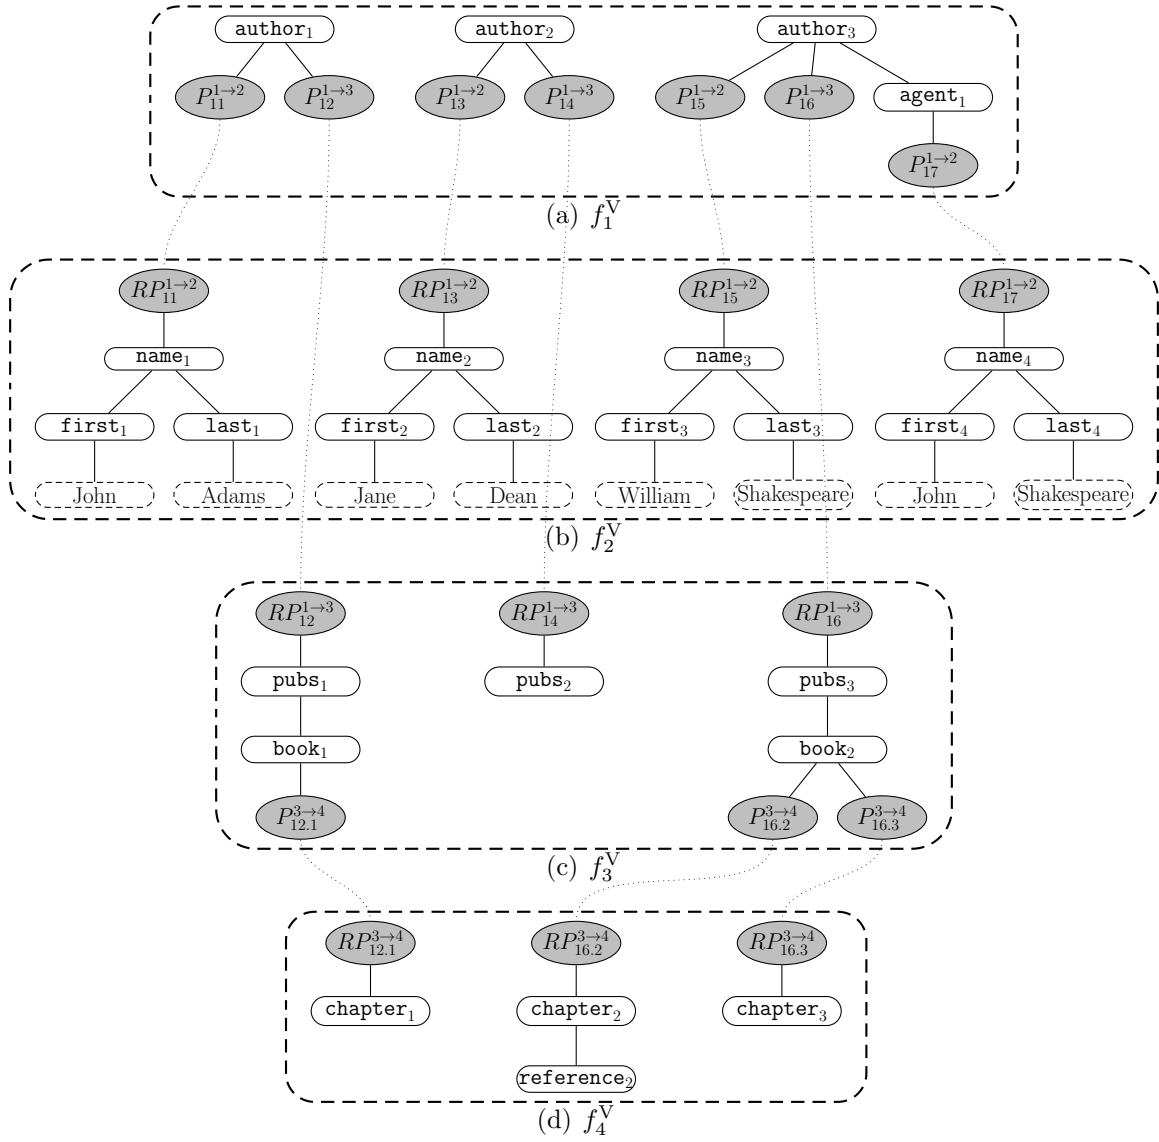 author₁ author₂ author₃
P₁₁^{1→2} P₁₂^{1→3} P₁₃^{1→2} P₁₄^{1→3} P₁₅^{1→2} P₁₆^{1→3} agent₁
P₁₇^{1→2}
(a) f₁^V
RP₁₁^{1→2} RP₁₃^{1→2} RP₁₅^{1→2} RP₁₇^{1→2}
name₁ name₂ name₃ name₄
first₁ last₁ first₂ last₂ first₃ last₃ first₄ last₄
John Adams Jane Dean William Shakespeare John Shakespeare
(b) f₂^V
RP₁₂^{1→3} RP₁₄^{1→3} RP₁₆^{1→3}
pubs₁ pubs₂ pubs₃
book₁ book₂
P₁₂.₁^{3→4} P₁₆.₂^{3→4} P₁₆.₃^{3→4}
(c) f₃^V
RP₁₂.₁^{3→4} RP₁₆.₂^{3→4} RP₁₆.₃^{3→4}
chapter₁ chapter₂ chapter₃
reference₂
(d) f₄^V